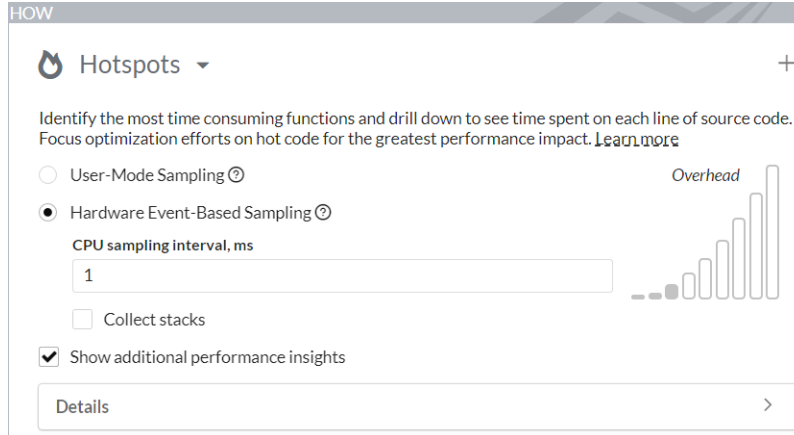 HOW
Hotspots
Identify the most time consuming functions and drill down to see time spent on each line of source code.
Focus optimization efforts on hot code for the greatest performance impact. Learn more
User-Mode Sampling
Overhead
Hardware Event-Based Sampling
CPU sampling interval, ms
1
Collect stacks
Show additional performance insights
Details